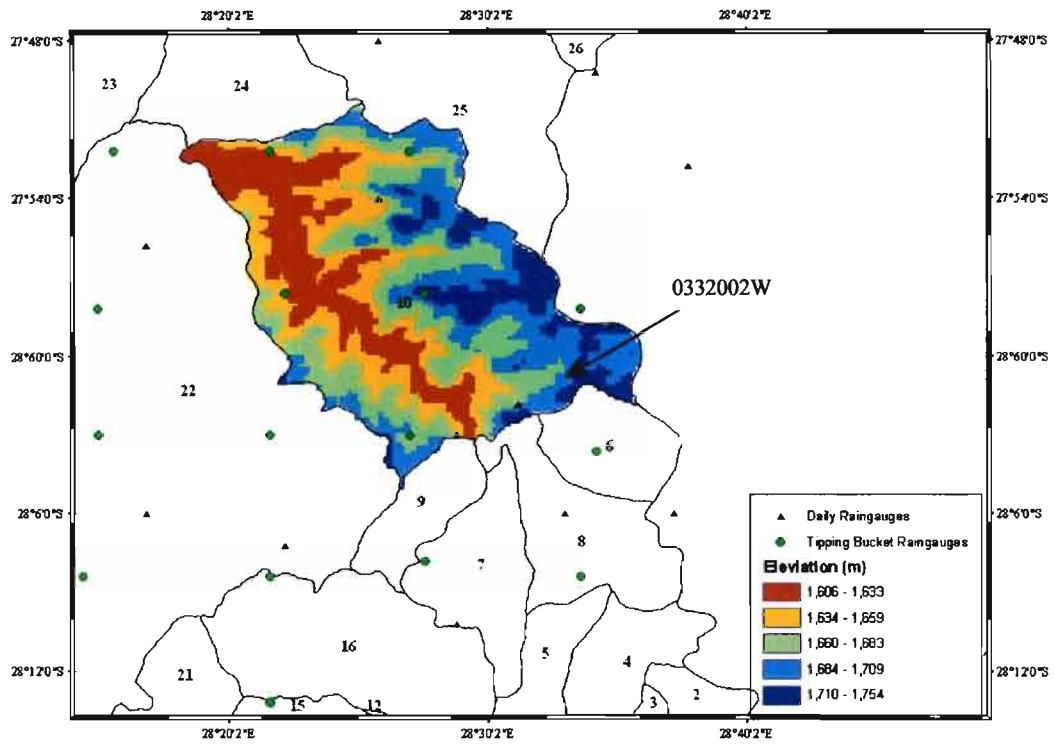 28°20'2"E 28°30'2"E 28°40'2"E
27°48'0"S 27°48'0"S
26
23
24
25
27°54'0"S 27°54'0"S
0332002W
10
28°60'0"S 28°60'0"S
22
6
9
28°6'0"S 28°6'0"S
8
7
Daily Raingauges
Tipping Bucket Raingauges
Elevation (m)
1,606 - 1,633
1,634 - 1,659
1,660 - 1,683
1,684 - 1,709
1,710 - 1,754
16
5
4
21
28°12'0"S 28°12'0"S
2
3
15
12
28°20'2"E 28°30'2"E 28°40'2"E